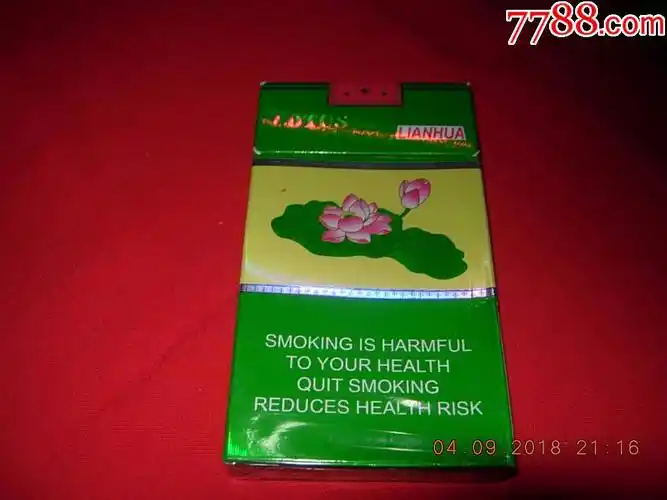 7788.com
LOTUS
LIANHUA
SMOKING IS HARMFUL
TO YOUR HEALTH
QUIT SMOKING
REDUCES HEALTH RISK
04.09.2018 21:16